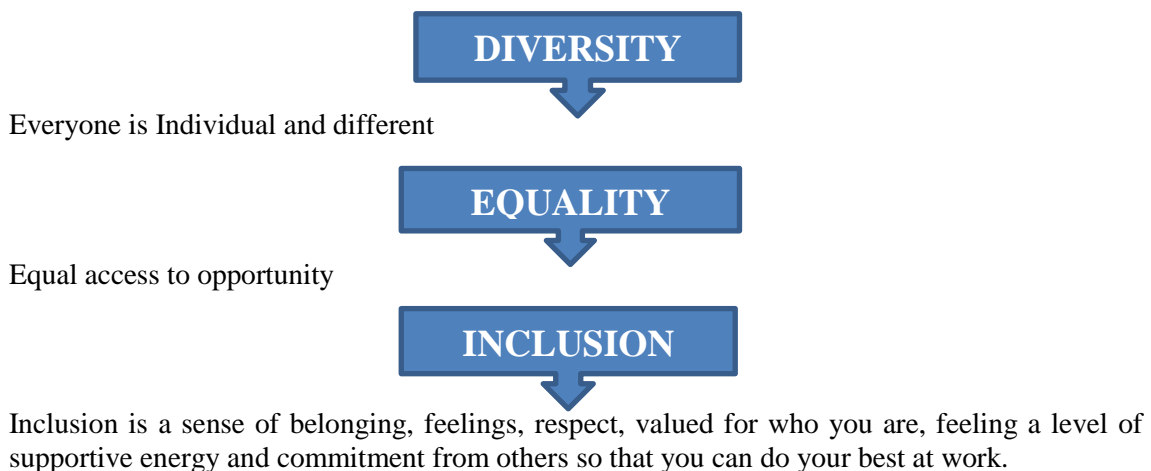 DIVERSITY
Everyone is Individual and different
EQUALITY
Equal access to opportunity
INCLUSION
Inclusion is a sense of belonging, feelings, respect, valued for who you are, feeling a level of
supportive energy and commitment from others so that you can do your best at work.